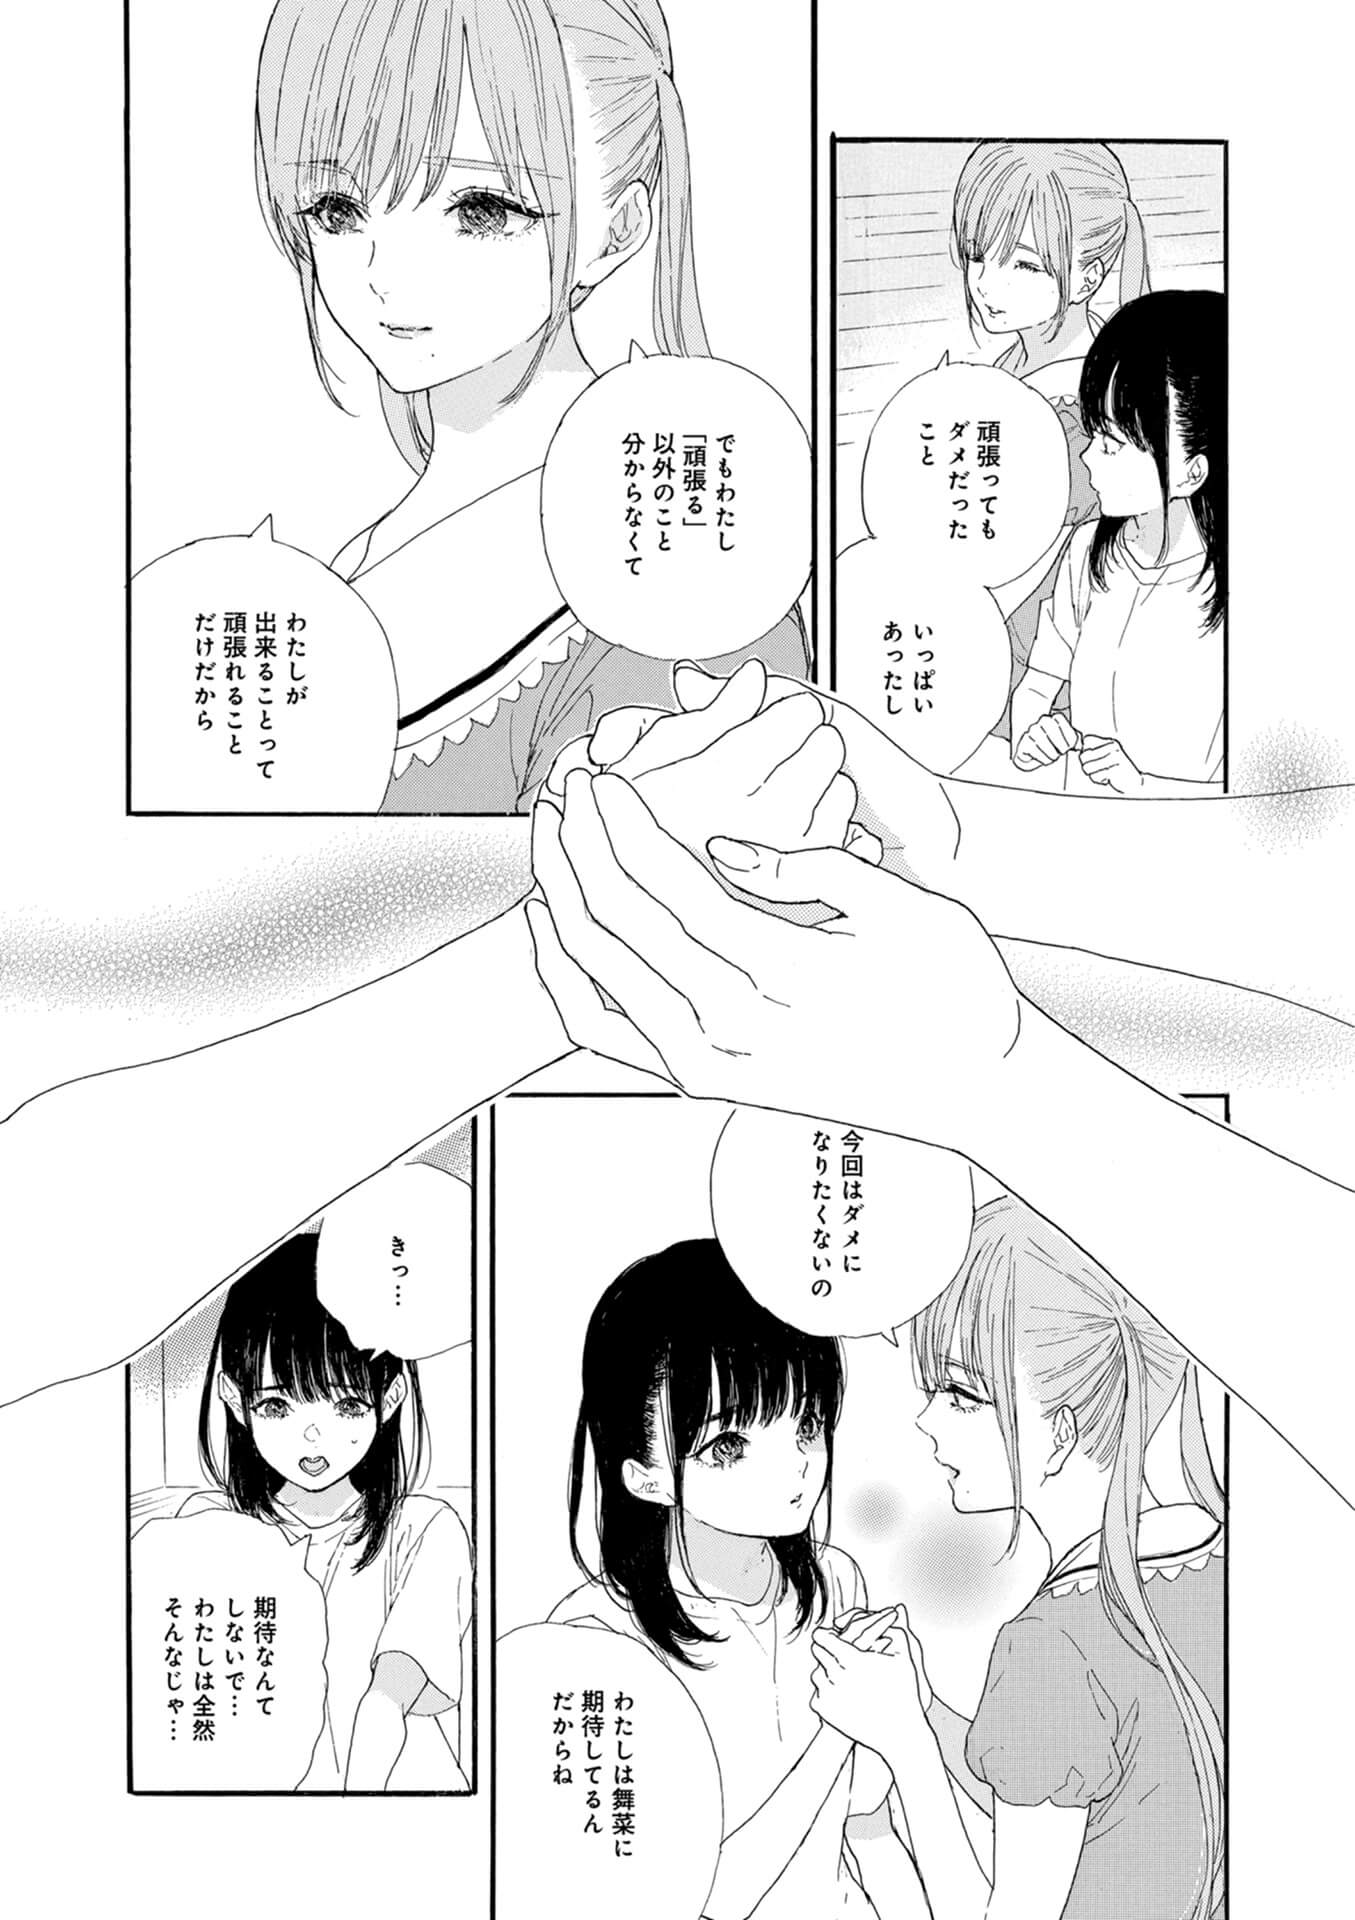 頑張っても
ダメだった
こと
いっぱい
あったし
でもわたし
「頑張る」
以外のこと
分からなくて
わたしが
出来ることって
頑張れること
だけだから
今回はダメに
なりたくないの
わたしは舞菜に
期待してるん
だからね
きっ…
期待なんて
しないで…
わたしは全然
そんなじゃ…